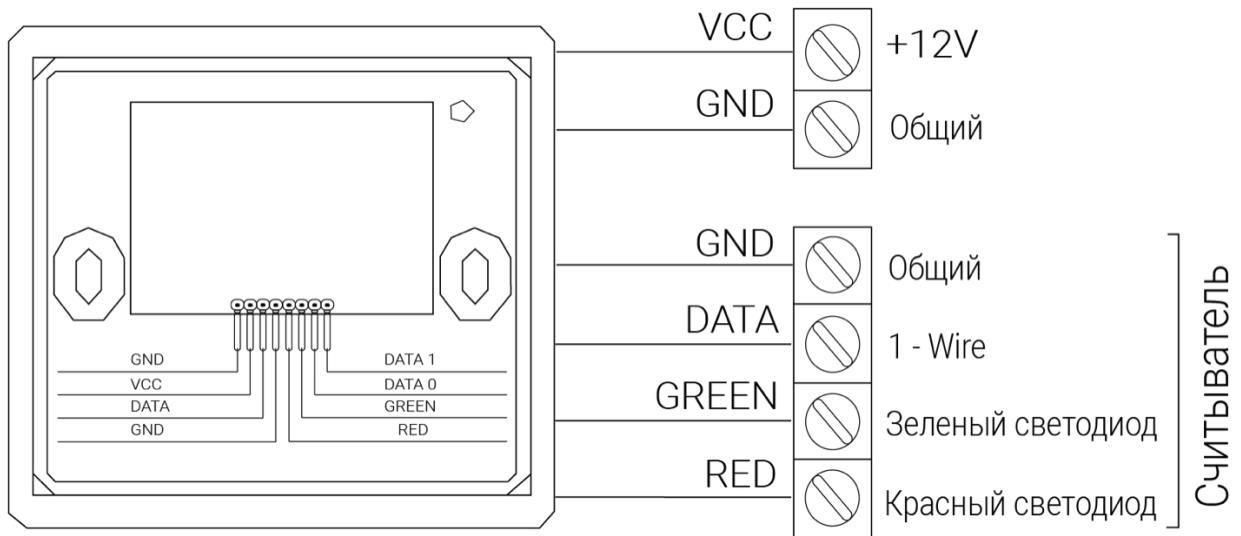 VCC +12V
GND Общий
GND Общий
DATA 1 - Wire
GREEN Зеленый светодиод
RED Красный светодиод
Считыватель
GND DATA 1
VCC DATA 0
DATA GREEN
GND RED